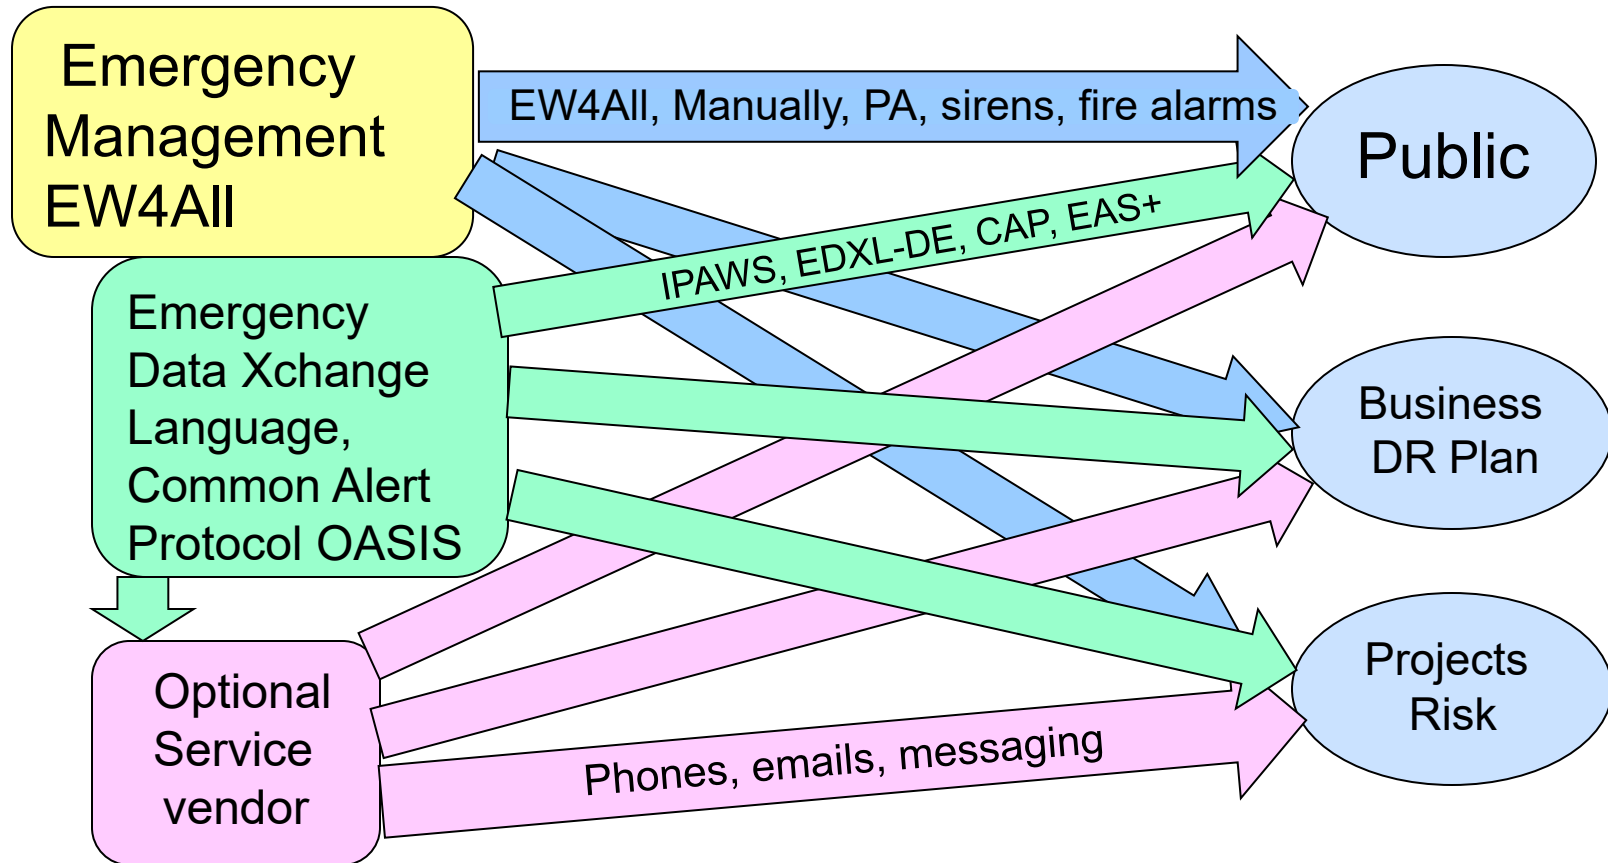 Emergency
Management
EW4All
EW4All, Manually, PA, sirens, fire alarms
Public
IPAWS, EDXL-DE, CAP, EAS+
Emergency
Data Xchange
Language,
Common Alert
Protocol OASIS
Business
DR Plan
Optional
Service
vendor
Phones, emails, messaging
Projects
Risk